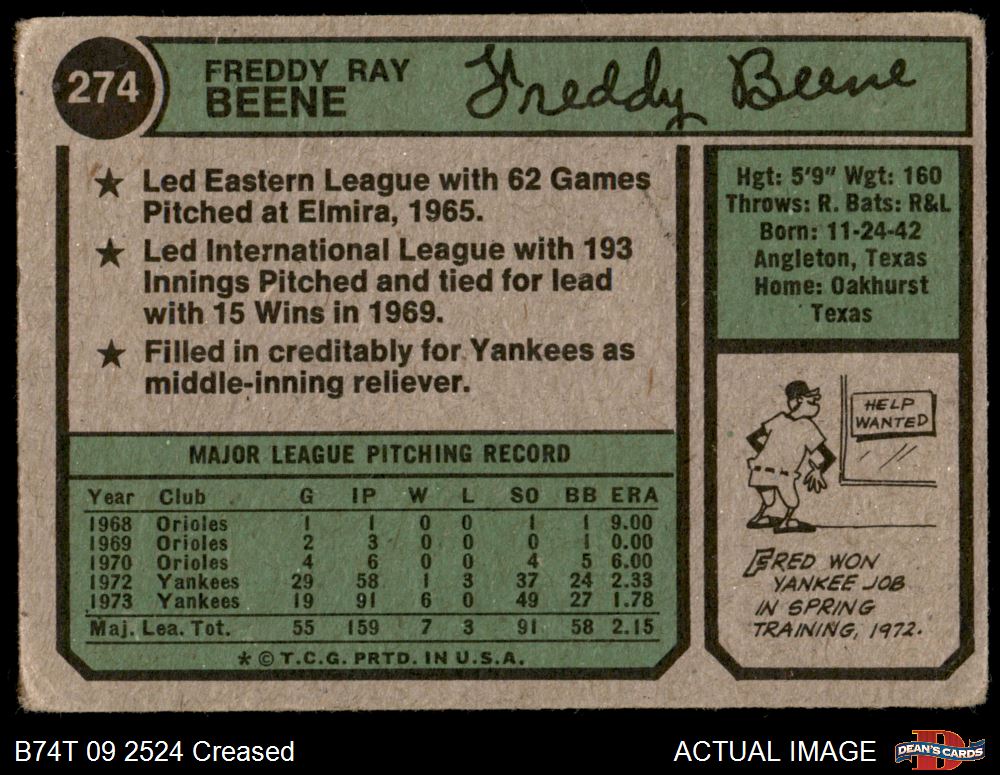 274
FREDDY RAY
BEENE
Freddy Beene
★ Led Eastern League with 62 Games
Pitched at Elmira, 1965.
★ Led International League with 193
Innings Pitched and tied for lead
with 15 Wins in 1969.
★ Filled in creditably for Yankees as
middle-inning reliever.
MAJOR LEAGUE PITCHING RECORD
Year Club G IP W L SO BB ERA
1968 Orioles 1 1 0 0 1 1 9.00
1969 Orioles 2 3 0 0 0 1 0.00
1970 Orioles 4 6 0 0 4 5 6.00
1972 Yankees 29 58 1 3 37 24 2.33
1973 Yankees 19 91 6 0 49 27 1.78
Maj. Lea. Tot. 55 159 7 3 91 58 2.15
* © T.C.G. PRTD. IN U.S.A.
Hgt: 5'9" Wgt: 160
Throws: R. Bats: R&L
Born: 11-24-42
Angleton, Texas
Home: Oakhurst
Texas
HELP
WANTED
FRED WON
YANKEE JOB
IN SPRING
TRAINING, 1972.
B74T 09 2524 Creased
ACTUAL IMAGE
DEAN'S CARDS